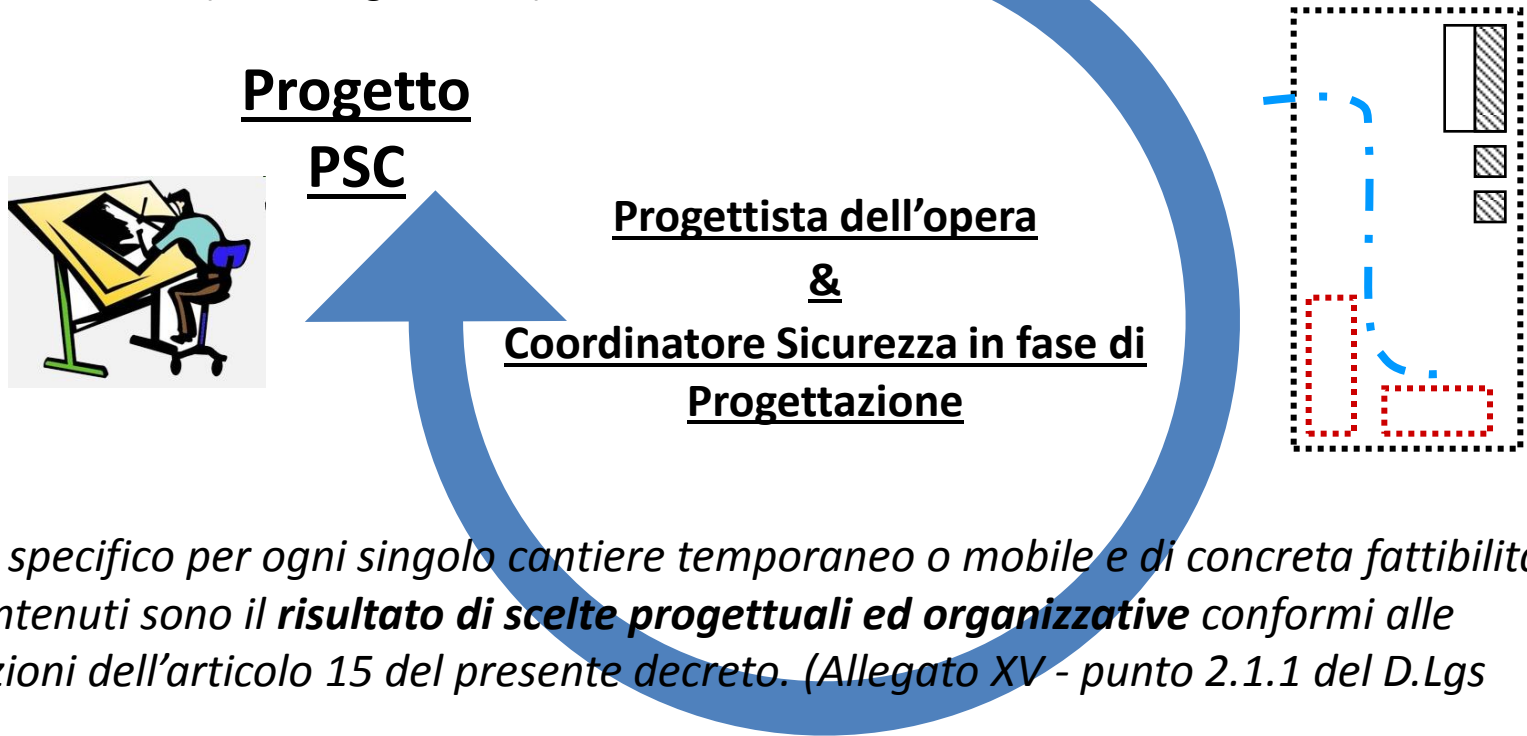 Progetto
PSC
Progettista dell’opera
&
Coordinatore Sicurezza in fase di
Progettazione
specifico per ogni singolo cantiere temporaneo o mobile e di concreta fattibilità
ntenuti sono il risultato di scelte progettuali ed organizzative conformi alle
zioni dell’articolo 15 del presente decreto. (Allegato XV - punto 2.1.1 del D.Lgs